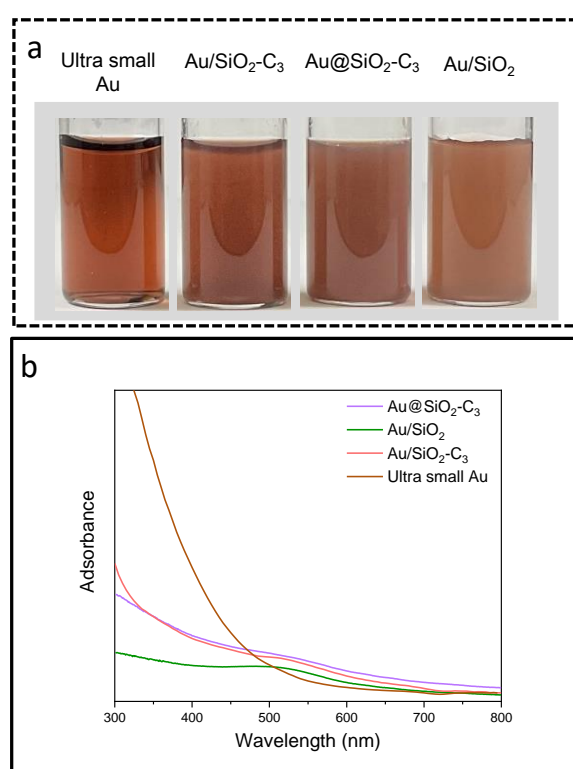 a
Ultra small
Au
Au/SiO₂-C₃
Au@SiO₂-C₃
Au/SiO₂
b
Au@SiO₂-C₃
Au/SiO₂
Au/SiO₂-C₃
Ultra small Au
Adsorbance
300
400
500
600
700
800
Wavelength (nm)